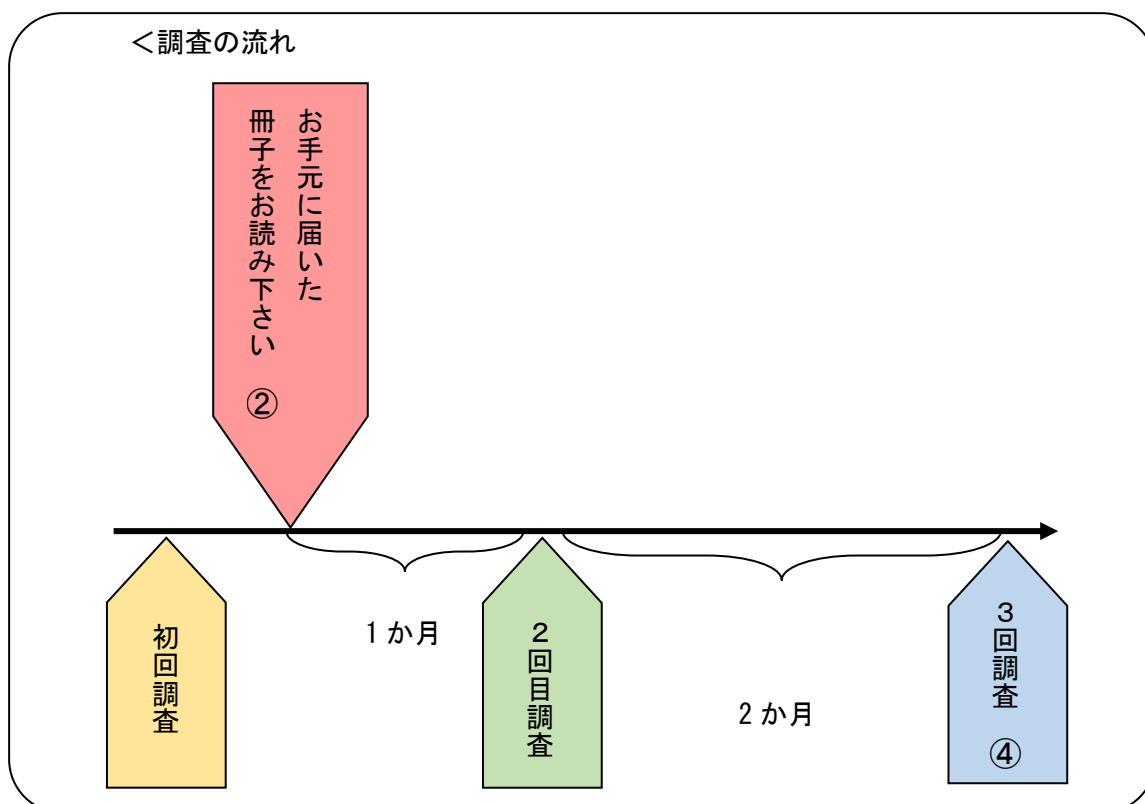 ＜調査の流れ
お手元に届いた
冊子をお読み下さい ②
初回調査
1か月
２回目調査
2か月
３回調査 ④